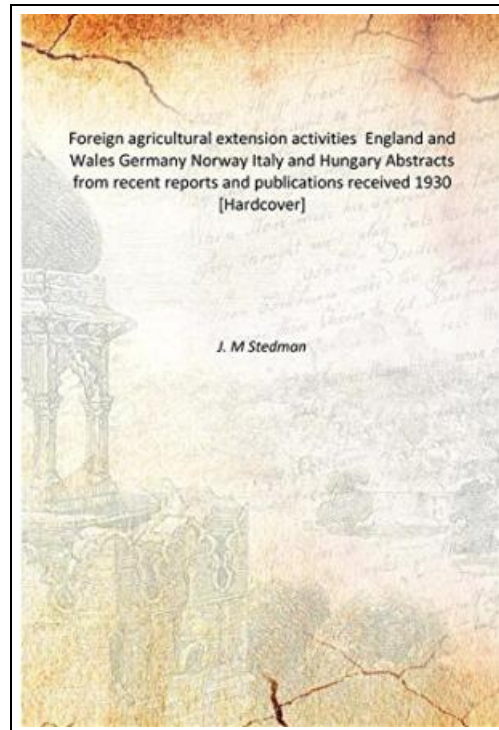 Foreign agricultural extension activities England and
Wales Germany Norway Italy and Hungary Abstracts
from recent reports and publications received 1930
[Hardcover]
J. M Stedman